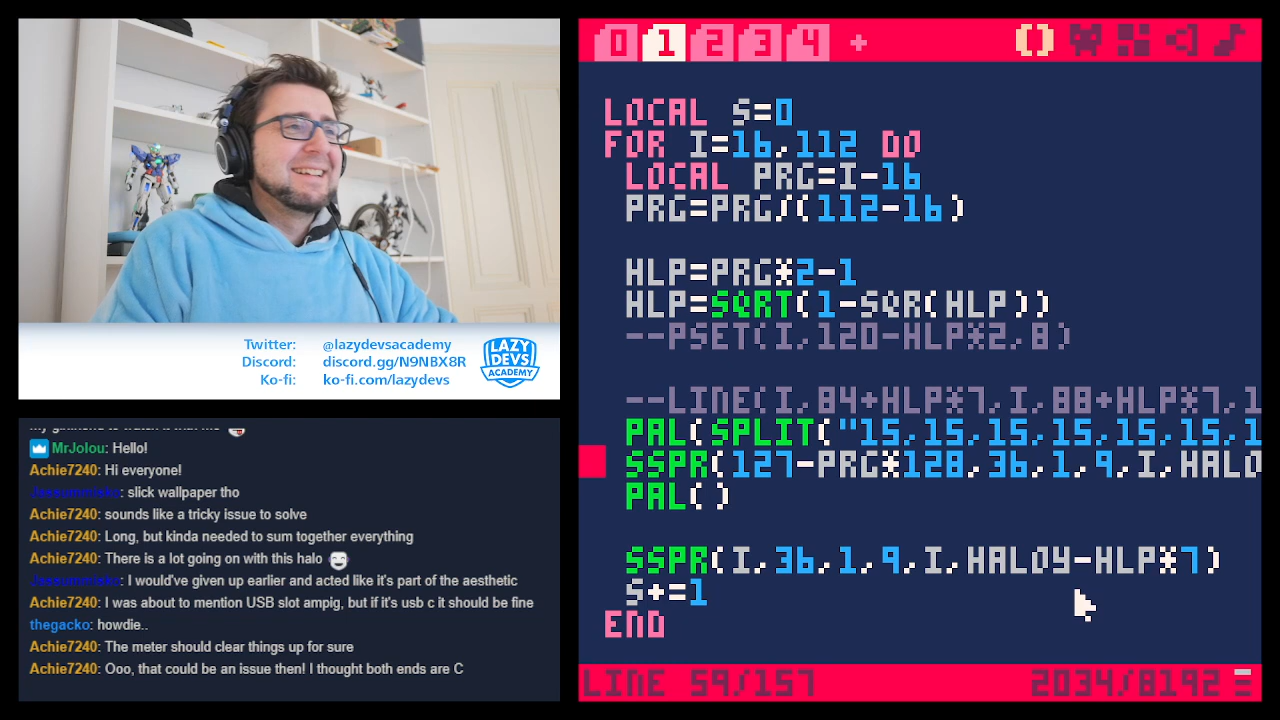 Twitter: @lazydevsacademy
Discord: discord.gg/N9NBX8R
Ko-fi: ko-fi.com/lazydevs
LAZY
DEVS
ACADEMY
MrJolou: Hello!
Achie7240: Hi everyone!
: slick wallpaper tho
Achie7240: sounds like a tricky issue to solve
Achie7240: Long, but kinda needed to sum together everything
Achie7240: There is a lot going on with this halo
: I would've given up earlier and acted like it's part of the aesthetic
Achie7240: I was about to mention USB slot ampig, but if it's usb c it should be fine
thegacko: howdie..
Achie7240: The meter should clear things up for sure
Achie7240: Ooo, that could be an issue then! I thought both ends are C
0 1 2 3 4 +
LOCAL S=0
FOR I=16,112 DO
LOCAL PRG=I-16
PRG=PRG/(112-16)
HLP=PRG*2-1
HLP=SQRT(1-SQR(HLP))
--PSET(I,120-HLP*2,8)
--LINE(I,84+HLP*7,I,88+HLP*7,1
PAL(SPLIT("15,15,15,15,15,15,1
SSPR(127-PRG*128,36,1,9,I,HALO
PAL()
SSPR(I,36,1,9,I,HALOY-HLP*7)
S+=1
END
LINE 59/157 2034/8192